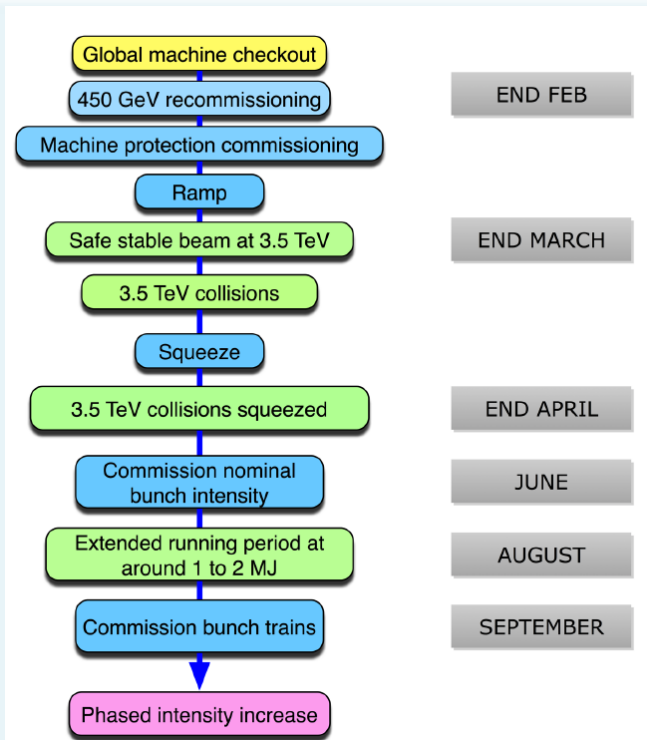 Global machine checkout
450 GeV recommissioning
END FEB
Machine protection commissioning
Ramp
Safe stable beam at 3.5 TeV
END MARCH
3.5 TeV collisions
Squeeze
3.5 TeV collisions squeezed
END APRIL
Commission nominal
bunch intensity
JUNE
Extended running period at
around 1 to 2 MJ
AUGUST
Commission bunch trains
SEPTEMBER
Phased intensity increase